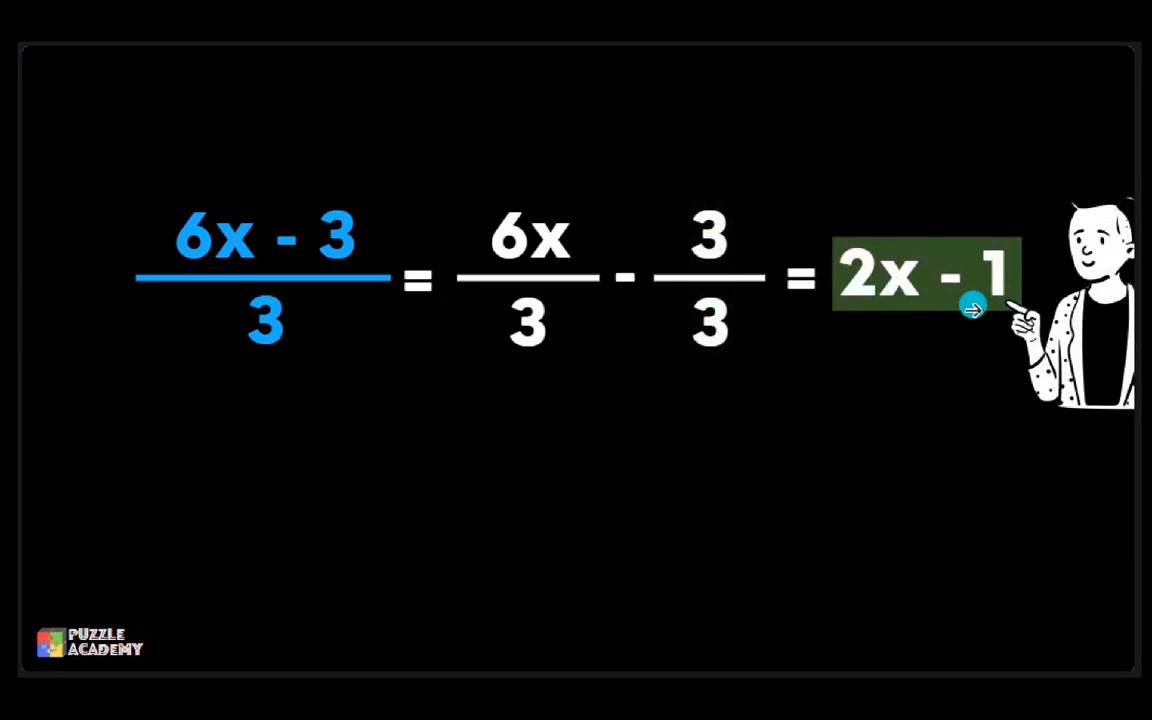 6x - 3 6x 3
= - = 2x - 1
3 3 3
PUZZLE
ACADEMY